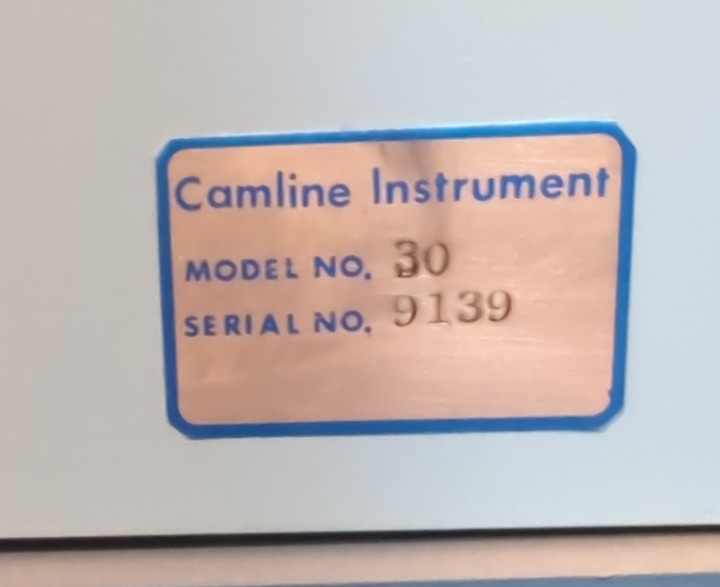 Camline Instrument
MODEL NO. 30
SERIAL NO. 9139